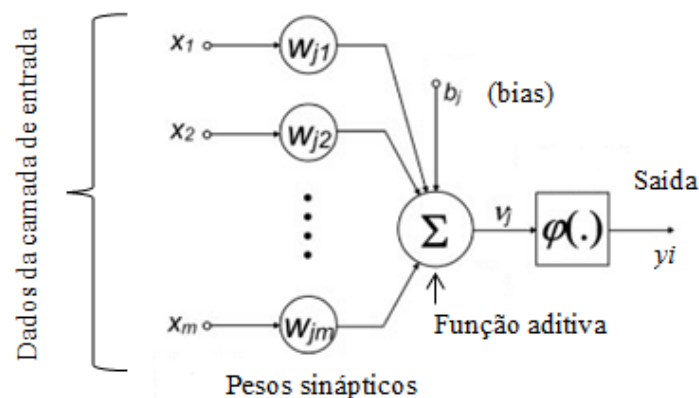 Dados da camada de entrada
x1
wj1
x2
wj2
xm
wjm
Pesos sinápticos
bj (bias)
Σ
Função aditiva
vj
φ(.)
Saída
yi